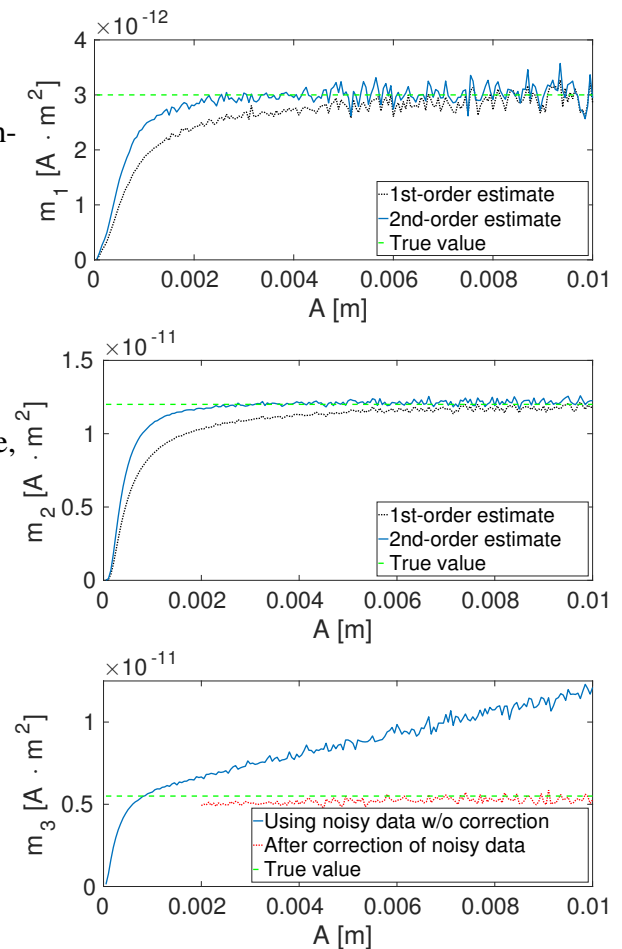 ×10^-12
4
3
2
1
0
m_1 [A · m^2]
0 0.002 0.004 0.006 0.008 0.01
A [m]
1st-order estimate
2nd-order estimate
True value
n-
×10^-11
1.5
1
0.5
0
m_2 [A · m^2]
0 0.002 0.004 0.006 0.008 0.01
A [m]
1st-order estimate
2nd-order estimate
True value
e,
×10^-11
1
0.5
0
m_3 [A · m^2]
0 0.002 0.004 0.006 0.008 0.01
A [m]
Using noisy data w/o correction
After correction of noisy data
True value